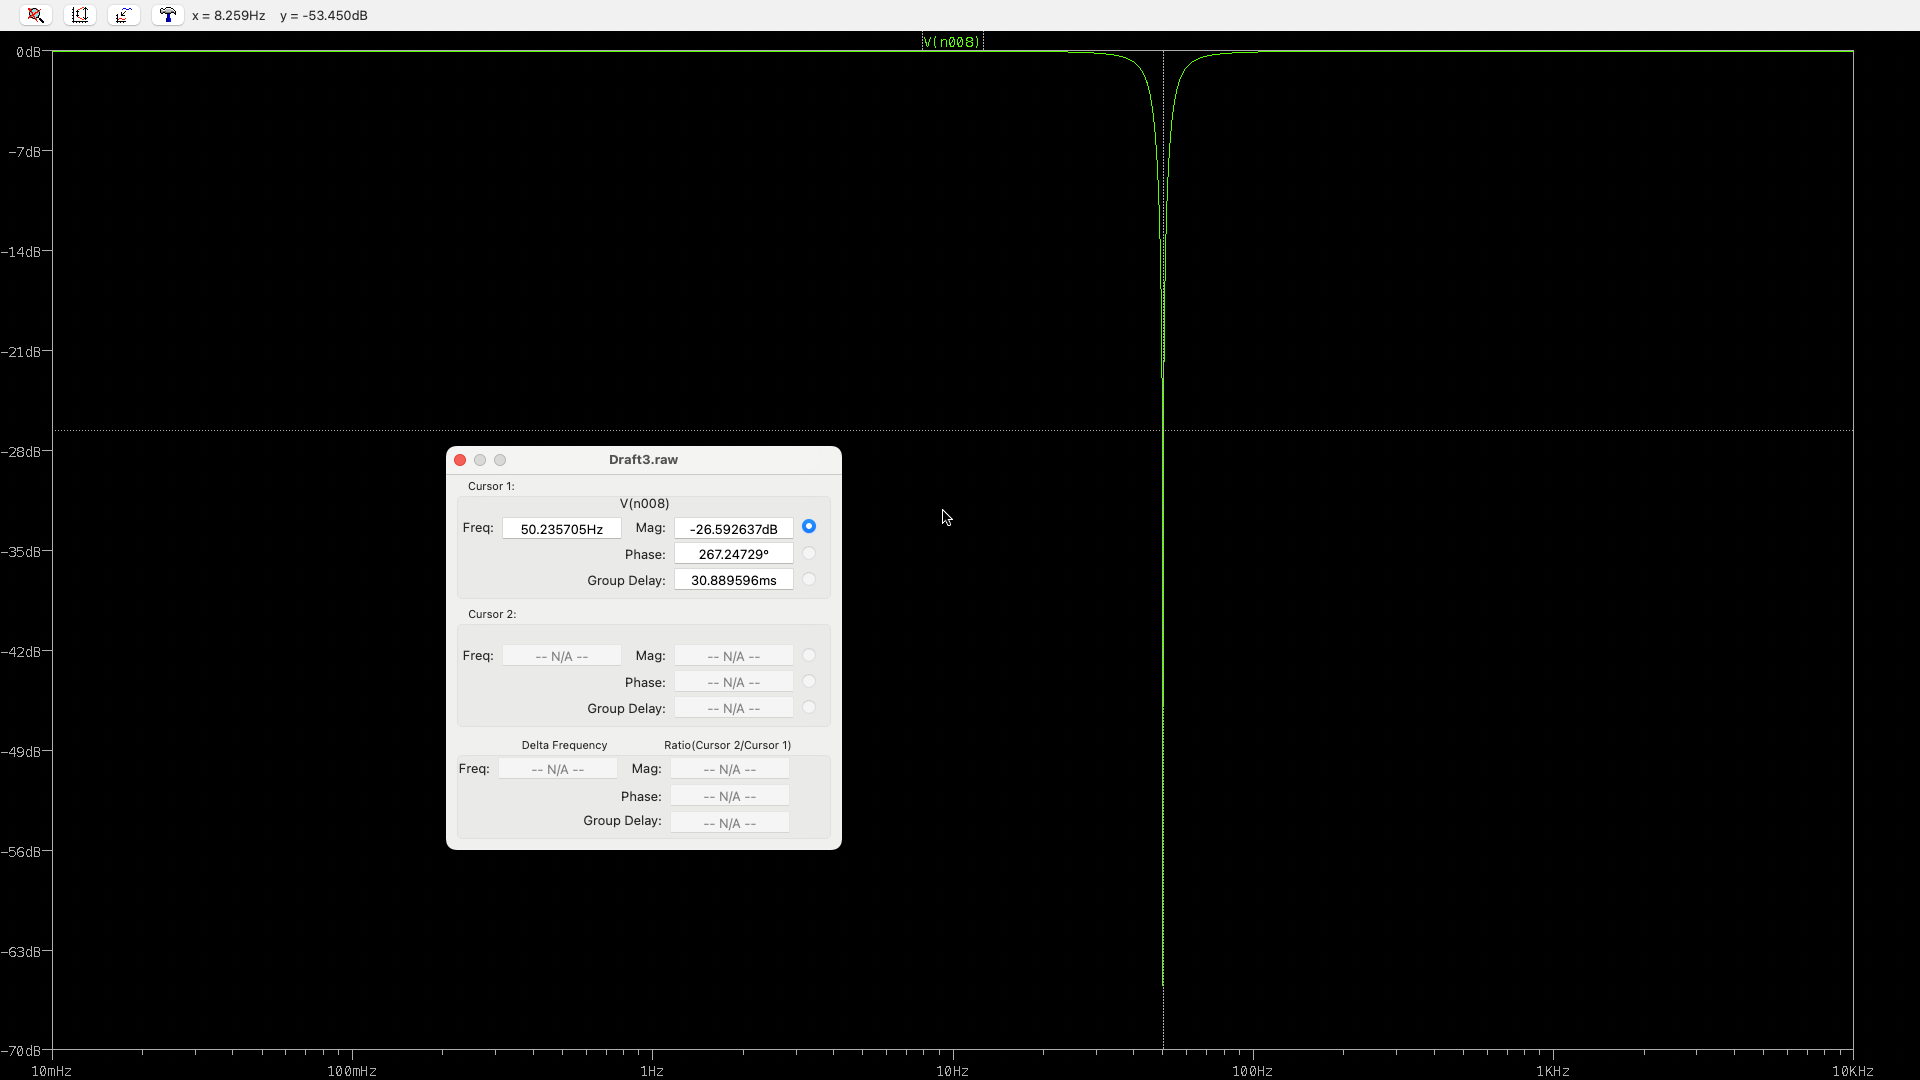 x = 8.259Hz y = -53.450dB
V(n008)
0dB
-7dB
-14dB
-21dB
-28dB
-35dB
-42dB
-49dB
-56dB
-63dB
-70dB
10mHz 100mHz 1Hz 10Hz 100Hz 1KHz 10KHz
Draft3.raw
Cursor 1:
V(n008)
Freq: 50.235705Hz Mag: -26.592637dB
Phase: 267.24729°
Group Delay: 30.889596ms
Cursor 2:
Freq: -- N/A -- Mag: -- N/A --
Phase: -- N/A --
Group Delay: -- N/A --
Delta Frequency Ratio(Cursor 2/Cursor 1)
Freq: -- N/A -- Mag: -- N/A --
Phase: -- N/A --
Group Delay: -- N/A --